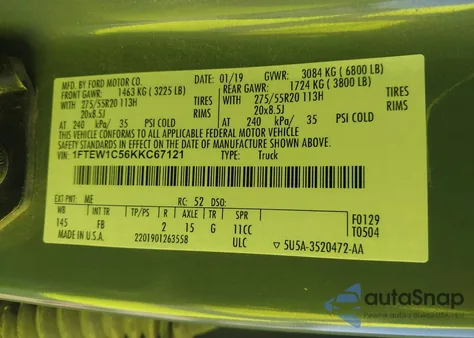 MFD. BY FORD MOTOR CO.
DATE: 01/19 GVWR: 3084 KG (6800 LB)
FRONT GAWR: 1463 KG (3225 LB) REAR GAWR: 1724 KG (3800 LB)
WITH 275/55R20 113H TIRES WITH 275/55R20 113H TIRES
20x8.5J RIMS 20x8.5J RIMS
AT 240 kPa/ 35 PSI COLD AT 240 kPa/ 35 PSI COLD
THIS VEHICLE CONFORMS TO ALL APPLICABLE FEDERAL MOTOR VEHICLE
SAFETY STANDARDS IN EFFECT ON THE DATE OF MANUFACTURE SHOWN ABOVE.
VIN: 1FTEW1C56KKC67121 TYPE: Truck
EXT PNT: ME RC: 52 DSO:
WB INT TR TP/PS R AXLE TR SPR F0129
145 FB 2 15 G 11CC T0504
MADE IN U.S.A. 2201901263558 ULC ▽ 5U5A-3520472-AA
autoSnap